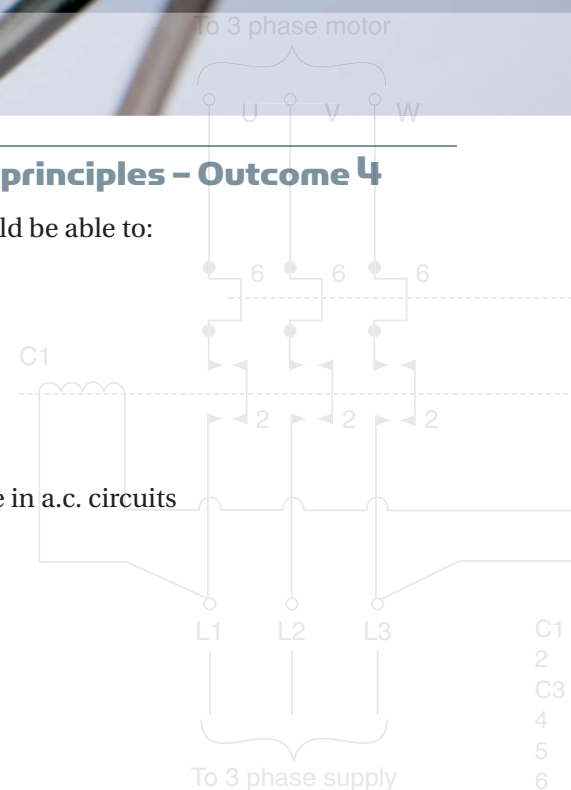 To 3 phase motor
U V W
principles – Outcome 4
ld be able to:
6 6 6
C1
2 2 2
e in a.c. circuits
L1 L2 L3
C1
2
C3
4
5
6
To 3 phase supply